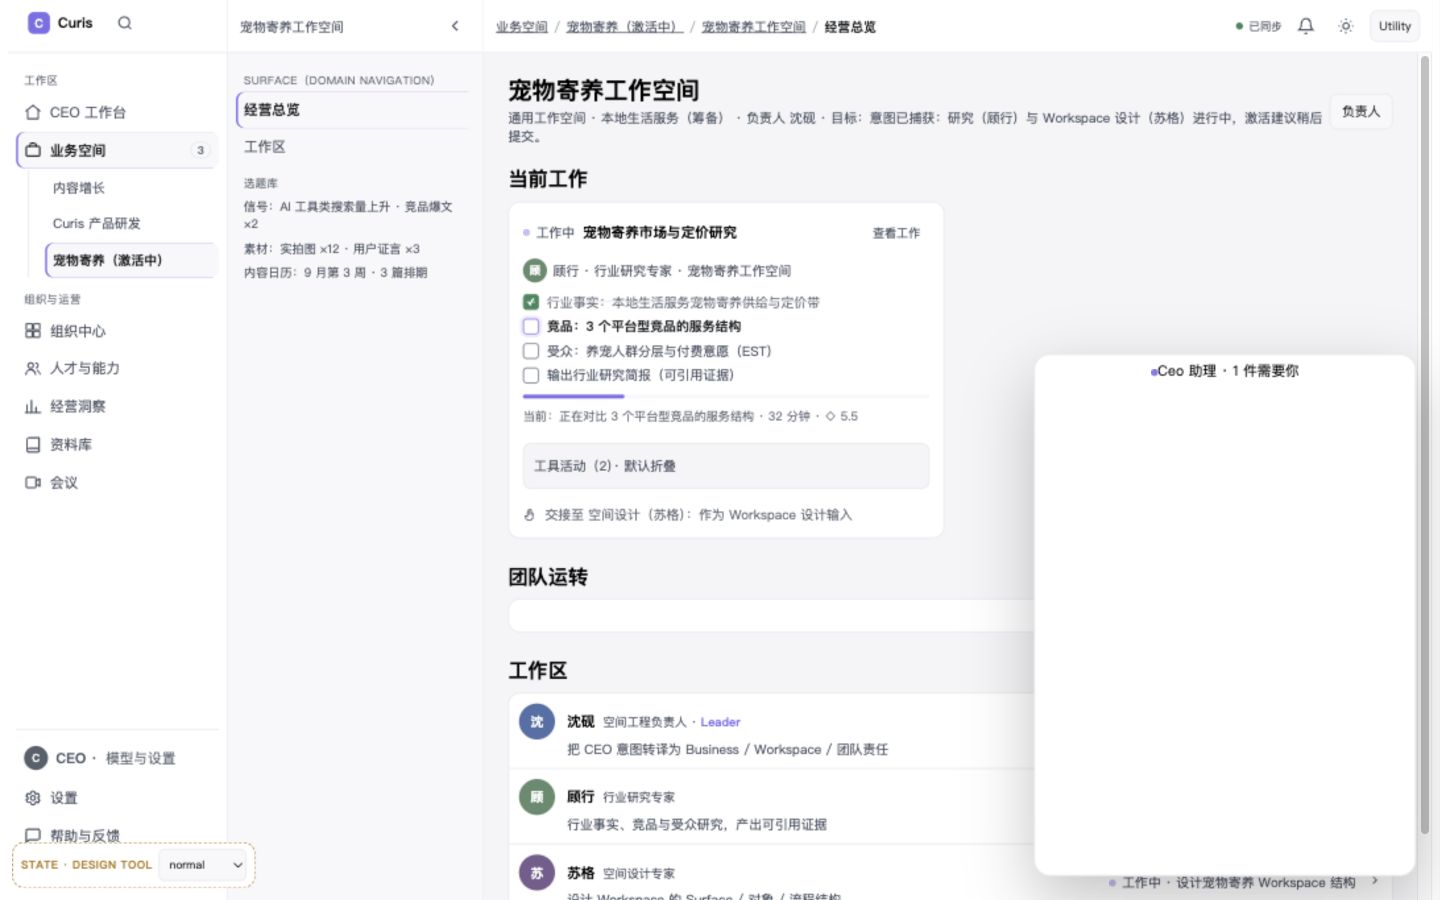 C Curis
工作区
CEO 工作台
业务空间 3
内容增长
Curis 产品研发
宠物寄养（激活中）
组织与运营
组织中心
人才与能力
经营洞察
资料库
会议
C CEO · 模型与设置
设置
帮助与反馈
STATE · DESIGN TOOL normal
宠物寄养工作空间
SURFACE（DOMAIN NAVIGATION）
经营总览
工作区
选题库
信号：AI 工具类搜索量上升 · 竞品爆文
×2
素材：实拍图 ×12 · 用户证言 ×3
内容日历：9 月第 3 周 · 3 篇排期
业务空间 / 宠物寄养（激活中） / 宠物寄养工作空间 / 经营总览
已同步
Utility
宠物寄养工作空间
通用工作空间 · 本地生活服务（筹备） · 负责人 沈砚 · 目标：意图已捕获：研究（顾行）与 Workspace 设计（苏格）进行中，激活建议稍后
提交。
负责人
当前工作
工作中 宠物寄养市场与定价研究 查看工作
顾 顾行 · 行业研究专家 · 宠物寄养工作空间
行业事实：本地生活服务宠物寄养供给与定价带
竞品：3 个平台型竞品的服务结构
受众：养宠人群分层与付费意愿（EST）
输出行业研究简报（可引用证据）
当前：正在对比 3 个平台型竞品的服务结构 · 32 分钟 · ◇ 5.5
工具活动（2）· 默认折叠
交接至 空间设计（苏格）：作为 Workspace 设计输入
团队运转
工作区
沈 沈砚 空间工程负责人 · Leader
把 CEO 意图转译为 Business / Workspace / 团队责任
顾 顾行 行业研究专家
行业事实、竞品与受众研究，产出可引用证据
苏 苏格 空间设计专家
设计 Workspace 的 Surface / 对象 / 流程结构
工作中 · 设计宠物寄养 Workspace 结构
Ceo 助理 · 1 件需要你